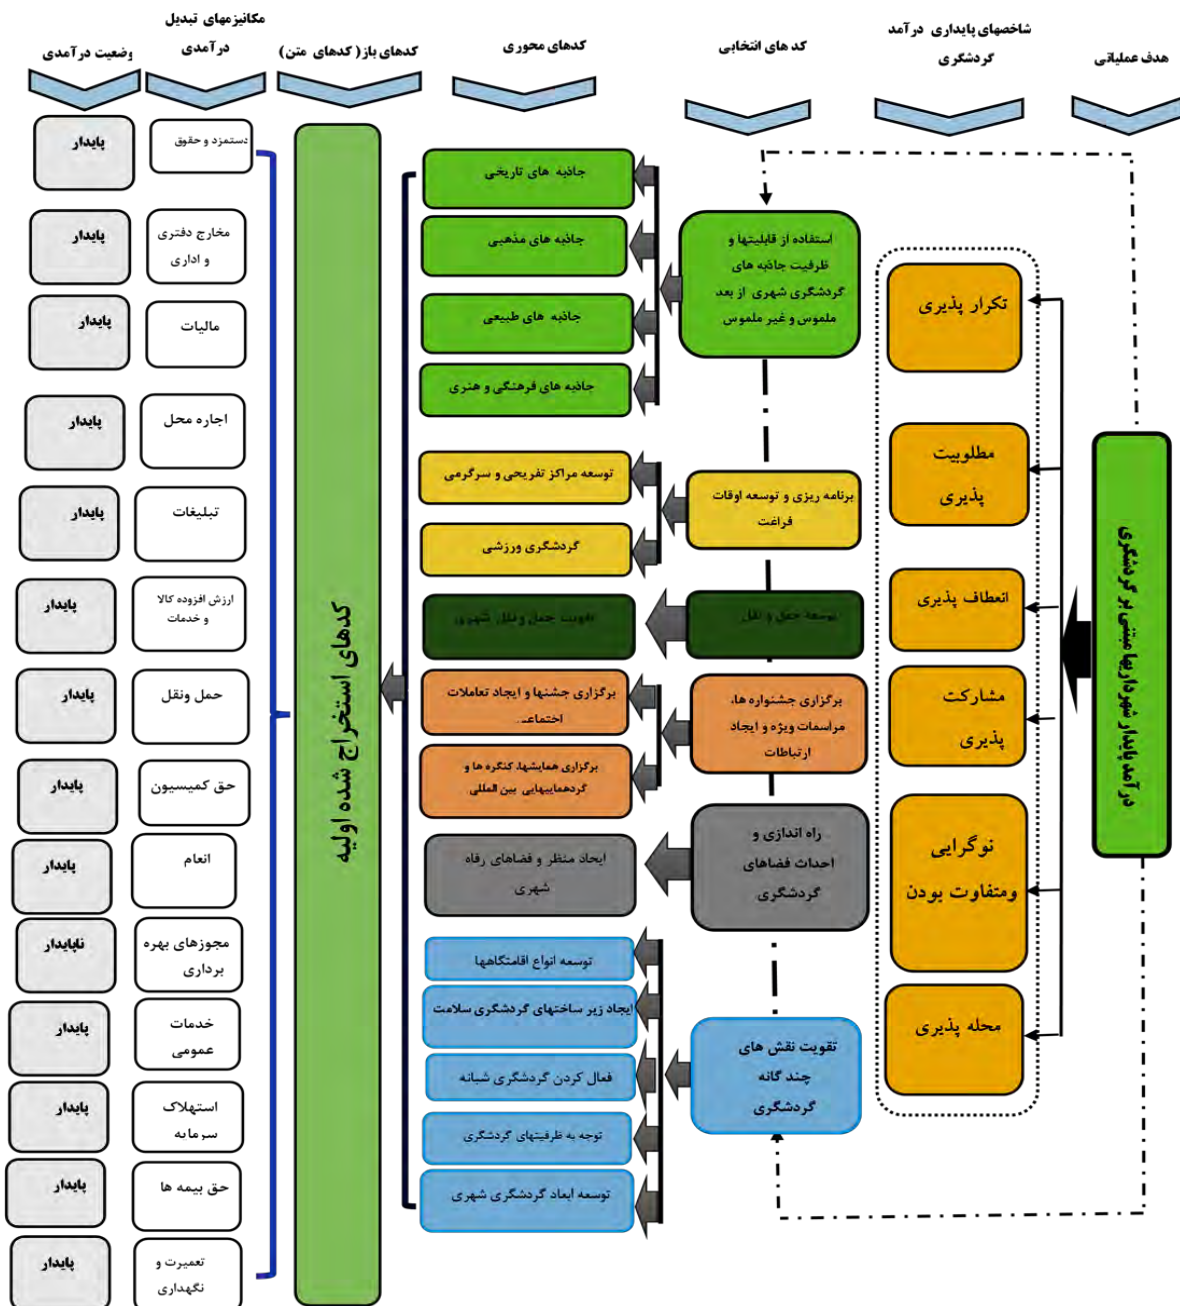 هدف عملیاتی
شاخصهای پایداری درآمد
گردشگری
کد های انتخابی
کدهای محوری
کدهای باز( کدهای متن)
مکانیزمهای تبدیل
درآمدی
وضعیت درآمدی
درآمد پایدار شهرداریها مبتنی بر گردشگری
تکرار پذیری
مطلوبیت
پذیری
انعطاف پذیری
مشارکت
پذیری
نوگرایی
ومتفاوت بودن
محله پذیری
استفاده از قابلیتها و
ظرفیت جاذبه های
گردشگری شهری از بعد
ملموس و غیر ملموس
برنامه ریزی و توسعه اوقات
فراغت
توسعه حمل و نقل
برگزاری جشنواره ها،
مراسمات ویژه و ایجاد
ارتباطات
راه اندازی و
احداث فضاهای
گردشگری
تقویت نقش های
چند گانه
گردشگری
جاذبه های تاریخی
جاذبه های مذهبی
جاذبه های طبیعی
جاذبه های فرهنگی و هنری
توسعه مراکز تفریحی و سرگرمی
گردشگری ورزشی
تقویت حمل و نقل شهری
برگزاری جشنها و ایجاد تعاملات
برگزاری همایشها، کنگره ها و
گردهماییهایی بین المللی
ایجاد منظر و فضاهای رفاه
شهری
توسعه انواع اقامتگاهها
ایجاد زیر ساختهای گردشگری سلامت
فعال کردن گردشگری شبانه
توجه به ظرفیتهای گردشگری
توسعه ابعاد گردشگری شهری
کدهای استخراج شده اولیه
دستمزد و حقوق
پایدار
مخارج دفتری
و اداری
پایدار
مالیات
پایدار
اجاره محل
پایدار
تبلیغات
پایدار
ارزش افزوده کالا
و خدمات
پایدار
حمل ونقل
پایدار
حق کمیسیون
پایدار
انعام
پایدار
مجوزهای بهره
برداری
ناپایدار
خدمات
عمومی
پایدار
استهلاک
سرمایه
پایدار
حق بیمه ها
پایدار
تعمیرت و
نگهداری
پایدار